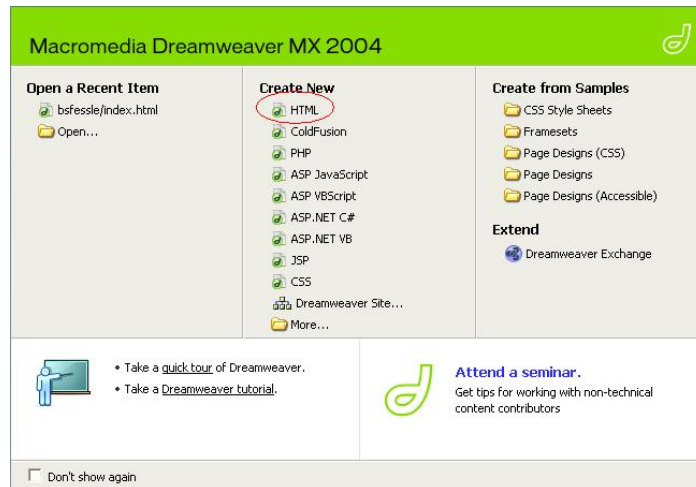 Macromedia Dreamweaver MX 2004
Open a Recent Item
bsfessle/index.html
Open...
Create New
HTML
ColdFusion
PHP
ASP JavaScript
ASP VBScript
ASP.NET C#
ASP.NET VB
JSP
CSS
Dreamweaver Site...
More...
Create from Samples
CSS Style Sheets
Framesets
Page Designs (CSS)
Page Designs
Page Designs (Accessible)
Extend
Dreamweaver Exchange
• Take a quick tour of Dreamweaver.
• Take a Dreamweaver tutorial.
Attend a seminar.
Get tips for working with non-technical
content contributors
Don't show again